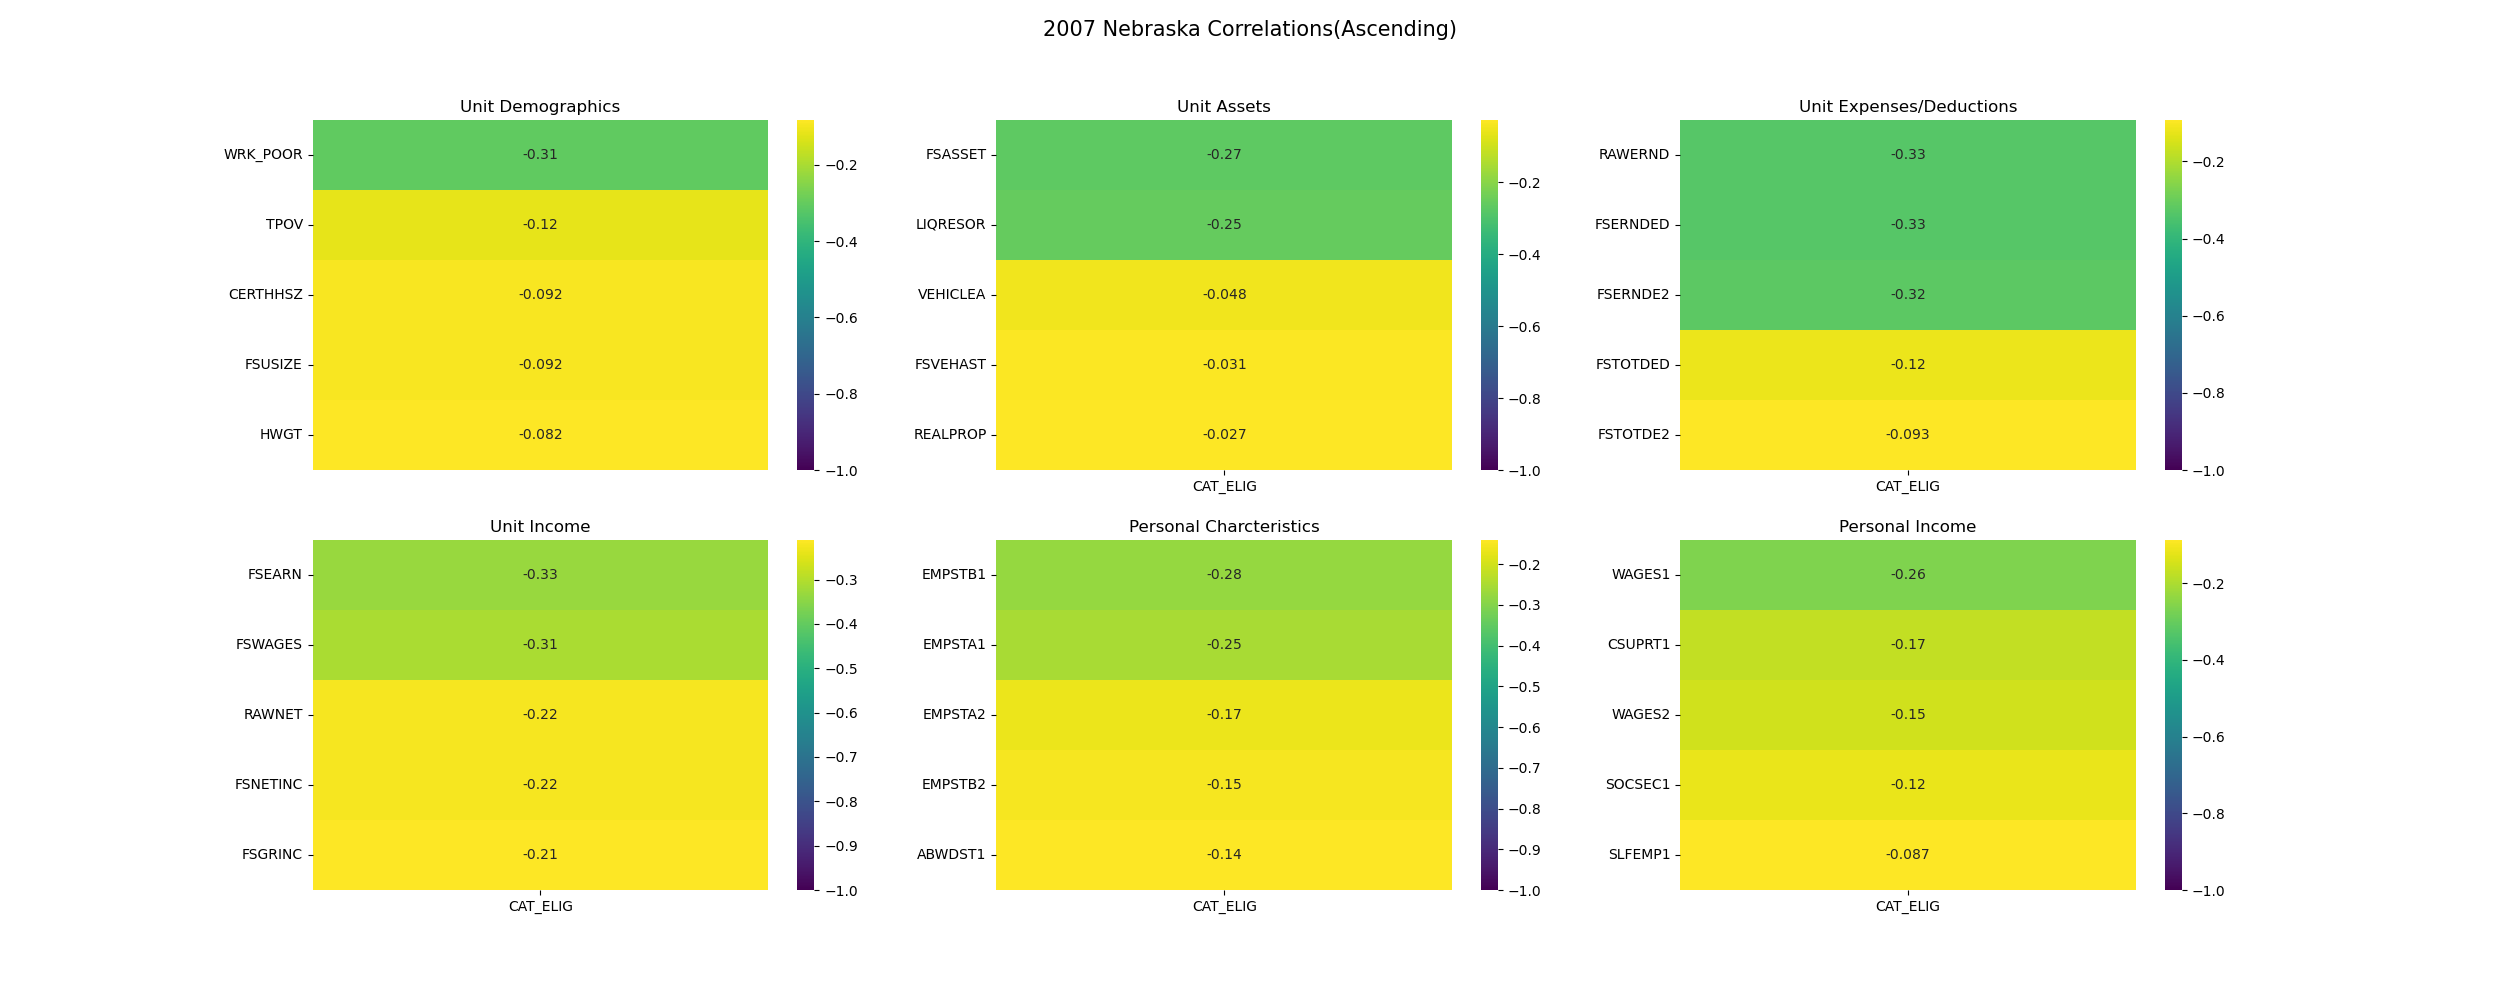 2007 Nebraska Correlations(Ascending)
Unit Demographics
WRK_POOR
TPOV
CERTHHSZ
FSUSIZE
HWGT
-0.31
-0.12
-0.092
-0.092
-0.082
−0.2
−0.4
−0.6
−0.8
−1.0
Unit Assets
FSASSET
LIQRESOR
VEHICLEA
FSVEHAST
REALPROP
-0.27
-0.25
-0.048
-0.031
-0.027
CAT_ELIG
−0.2
−0.4
−0.6
−0.8
−1.0
Unit Expenses/Deductions
RAWERND
FSERNDED
FSERNDE2
FSTOTDED
FSTOTDE2
-0.33
-0.33
-0.32
-0.12
-0.093
CAT_ELIG
−0.2
−0.4
−0.6
−0.8
−1.0
Unit Income
FSEARN
FSWAGES
RAWNET
FSNETINC
FSGRINC
-0.33
-0.31
-0.22
-0.22
-0.21
CAT_ELIG
−0.3
−0.4
−0.5
−0.6
−0.7
−0.8
−0.9
−1.0
Personal Charcteristics
EMPSTB1
EMPSTA1
EMPSTA2
EMPSTB2
ABWDST1
-0.28
-0.25
-0.17
-0.15
-0.14
CAT_ELIG
−0.2
−0.3
−0.4
−0.5
−0.6
−0.7
−0.8
−0.9
−1.0
Personal Income
WAGES1
CSUPRT1
WAGES2
SOCSEC1
SLFEMP1
-0.26
-0.17
-0.15
-0.12
-0.087
CAT_ELIG
−0.2
−0.4
−0.6
−0.8
−1.0